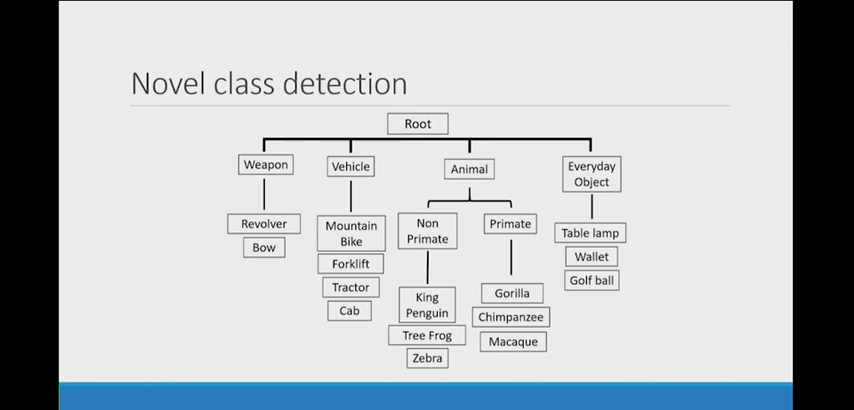 Novel class detection
Root
Weapon
Vehicle
Animal
Everyday
Object
Revolver
Bow
Mountain
Bike
Forklift
Tractor
Cab
Non
Primate
Primate
King
Penguin
Tree Frog
Zebra
Gorilla
Chimpanzee
Macaque
Table lamp
Wallet
Golf ball